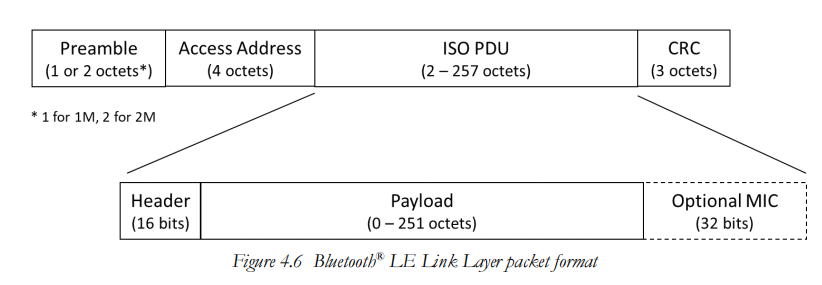 Preamble
(1 or 2 octets*)
Access Address
(4 octets)
ISO PDU
(2 – 257 octets)
CRC
(3 octets)
* 1 for 1M, 2 for 2M
Header
(16 bits)
Payload
(0 – 251 octets)
Optional MIC
(32 bits)
Figure 4.6 Bluetooth® LE Link Layer packet format